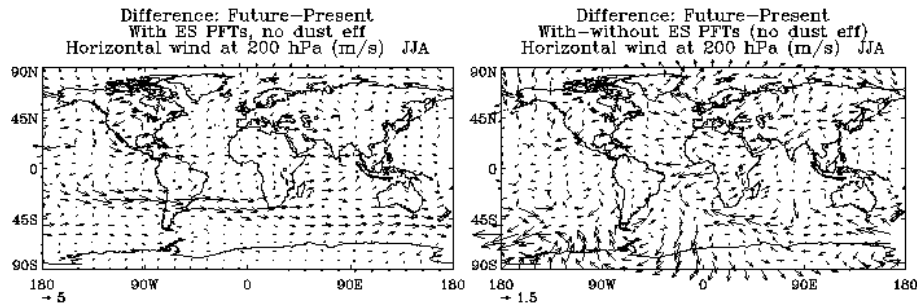 Difference: Future-Present
With ES PFTs, no dust eff
Horizontal wind at 200 hPa (m/s) JJA
90N
45N
0
45S
90S
180 90W 0 90E 180
→ 5
Difference: Future-Present
With-without ES PFTs (no dust eff)
Horizontal wind at 200 hPa (m/s) JJA
90N
45N
0
45S
90S
180 90W 0 90E 180
→ 1.5